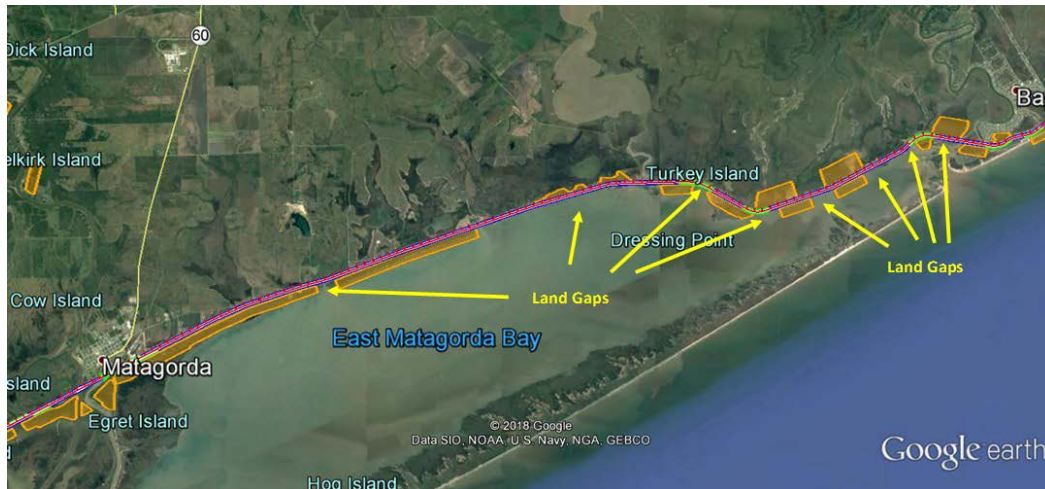 60
Dick Island
Ba
elkirk Island
Turkey Island
Dressing Point
Land Gaps
Land Gaps
Cow Island
East Matagorda Bay
Matagorda
sland
Egret Island
© 2018 Google
Data SIO, NOAA, U.S. Navy, NGA, GEBCO
Google earth
d
Hog Island